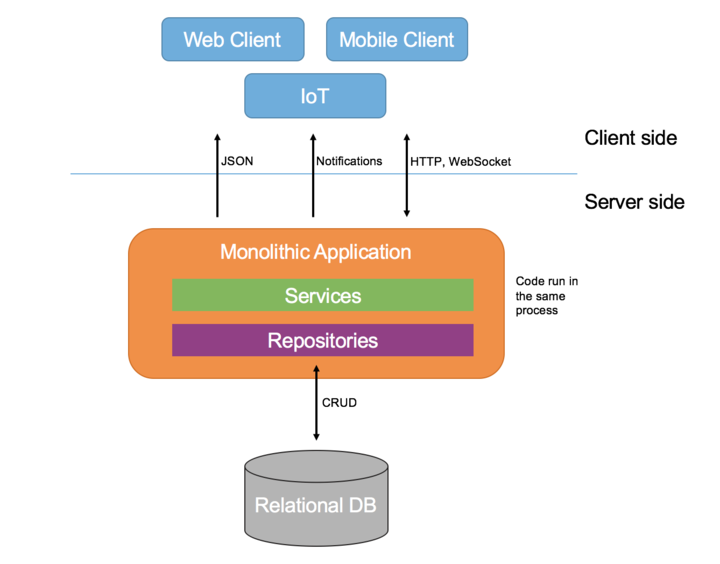 Web Client
Mobile Client
IoT
Client side
JSON
Notifications
HTTP, WebSocket
Server side
Monolithic Application
Services
Repositories
Code run in
the same
process
CRUD
Relational DB